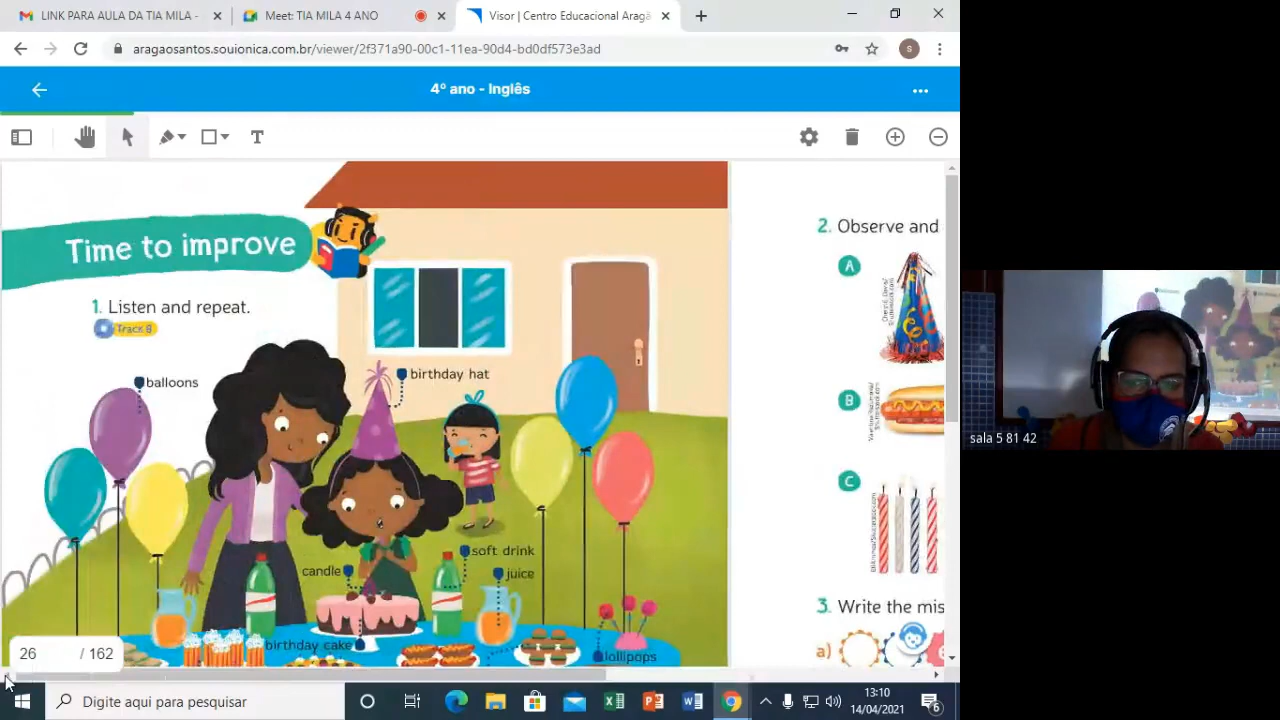 LINK PARA AULA DA TIA MILA -
Meet: TIA MILA 4 ANO
Visor | Centro Educacional Aragã
aragaosantos.souionica.com.br/viewer/2f371a90-00c1-11ea-90d4-bd0df573e3ad
s
4º ano - Inglês
T
Time to improve
1. Listen and repeat.
Track 8
balloons
birthday hat
soft drink
candle
juice
birthday cake
lollipops
2. Observe and
A
B
C
3. Write the mis
a)
26 / 162
sala 5 81 42
Digite aqui para pesquisar
13:10
14/04/2021
6